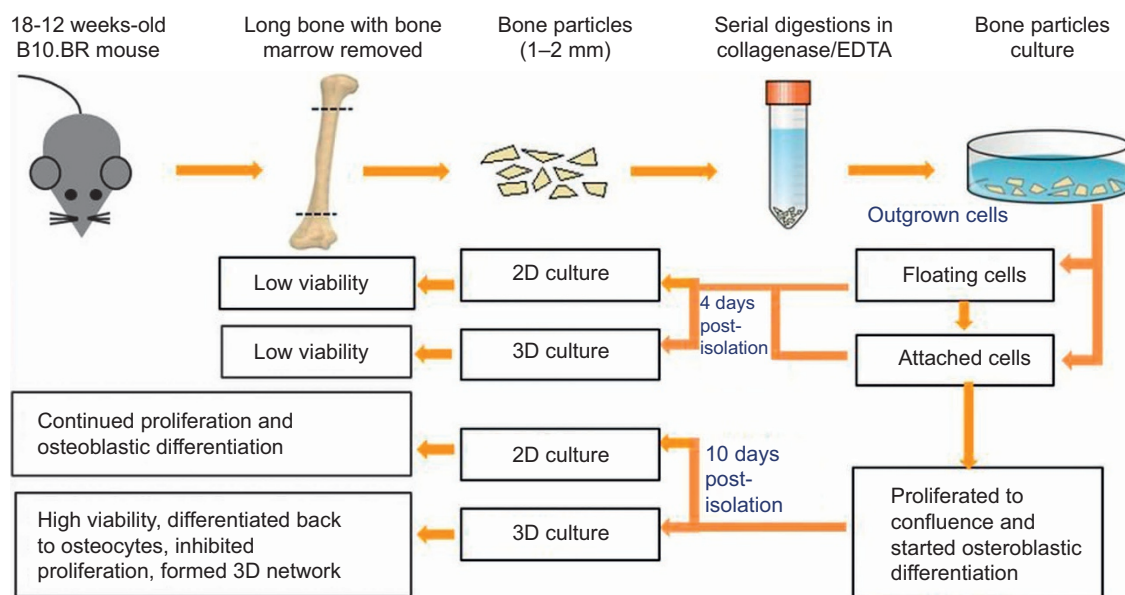 18-12 weeks-old
B10.BR mouse
Long bone with bone
marrow removed
Bone particles
(1–2 mm)
Serial digestions in
collagenase/EDTA
Bone particles
culture
Outgrown cells
Low viability
2D culture
4 days
post-
isolation
Floating cells
Low viability
3D culture
Attached cells
Continued proliferation and
osteoblastic differentiation
2D culture
10 days
post-
isolation
High viability, differentiated back
to osteocytes, inhibited
proliferation, formed 3D network
3D culture
Proliferated to
confluence and
started osteroblastic
differentiation